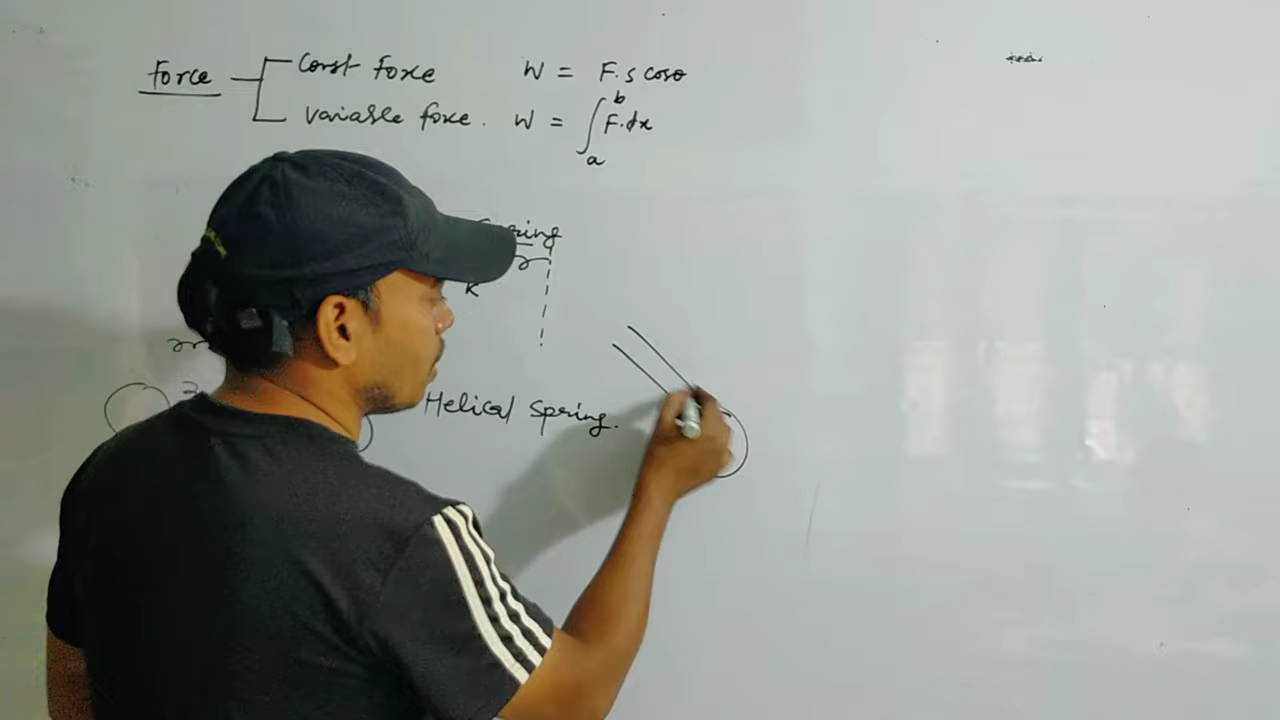 Force
Const force W = F.s cosθ
variable force. W = ∫ₐᵇ F.dx
Spring
K
Helical Spring.